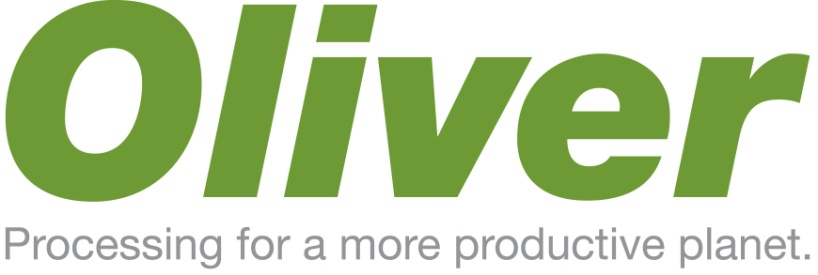 Oliver
Processing for a more productive planet.